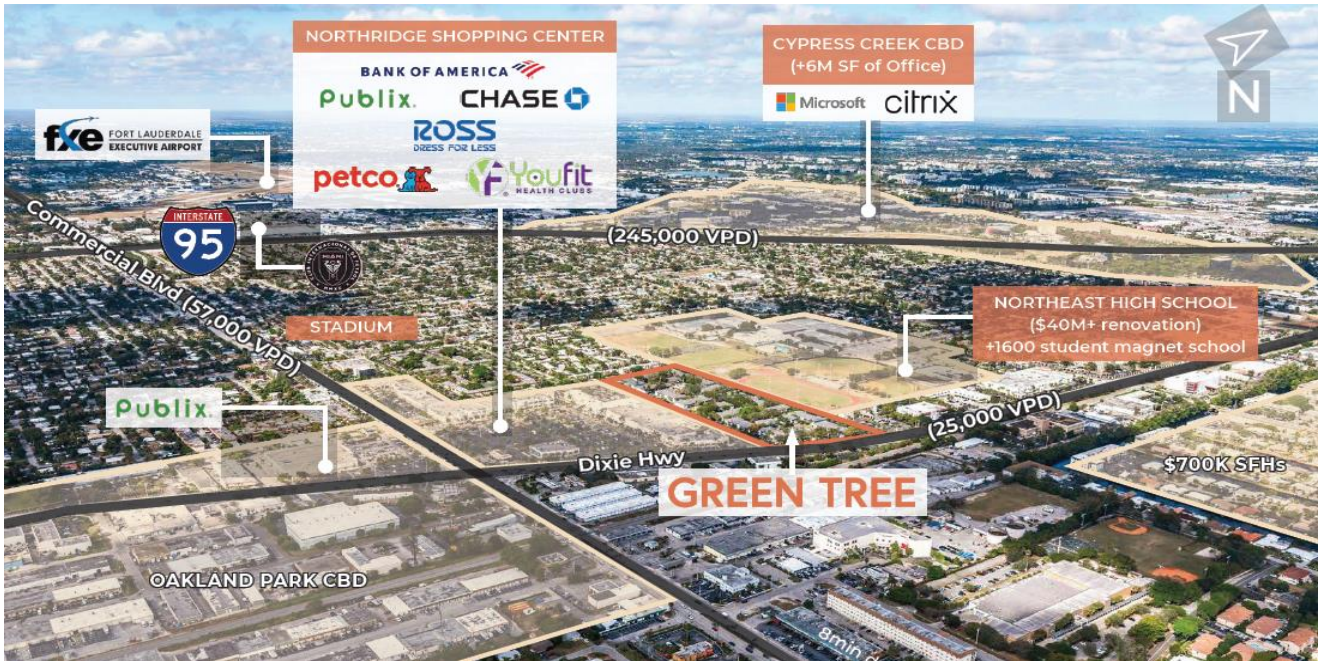 NORTHRIDGE SHOPPING CENTER
BANK OF AMERICA
Publix.
CHASE
ROSS
DRESS FOR LESS
petco
Youfit
HEALTH CLUBS
CYPRESS CREEK CBD
(+6M SF of Office)
Microsoft
citrix
N
fxe
FORT LAUDERDALE
EXECUTIVE AIRPORT
INTERSTATE
95
(245,000 VPD)
Commercial Blvd (57,000 VPD)
MIAMI
STADIUM
NORTHEAST HIGH SCHOOL
($40M+ renovation)
+1600 student magnet school
Publix.
(25,000 VPD)
Dixie Hwy
$700K SFHs
GREEN TREE
OAKLAND PARK CBD
8min